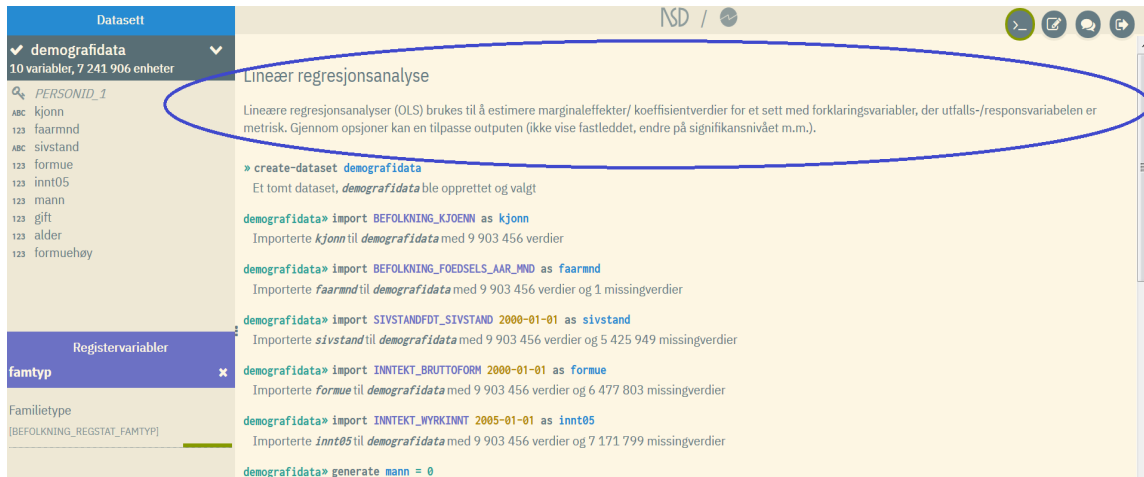 Datasett
NSD /
demografidata
10 variabler, 7 241 906 enheter
PERSONID_1
ABC kjonn
123 faarmnd
ABC sivstand
123 formue
123 innt05
123 mann
123 gift
123 alder
123 formuehøy
Registervariabler
famtyp
Familietype
[BEFOLKNING_REGSTAT_FAMTYP]
Lineær regresjonsanalyse
Lineære regresjonsanalyser (OLS) brukes til å estimere marginaleffekter/ koeffisientverdier for et sett med forklaringsvariabler, der utfalls-/responsvariabelen er
metrisk. Gjennom opsjoner kan en tilpasse outputen (ikke vise fastleddet, endre på signifikansnivået m.m.).
» create-dataset demografidata
Et tomt dataset, demografidata ble opprettet og valgt
demografidata» import BEFOLKNING_KJOENN as kjonn
Importerte kjonn til demografidata med 9 903 456 verdier
demografidata» import BEFOLKNING_FOEDSELS_AAR_MND as faarmnd
Importerte faarmnd til demografidata med 9 903 456 verdier og 1 missingverdier
demografidata» import SIVSTANDFDT_SIVSTAND 2000-01-01 as sivstand
Importerte sivstand til demografidata med 9 903 456 verdier og 5 425 949 missingverdier
demografidata» import INNTEKT_BRUTTOFORM 2000-01-01 as formue
Importerte formue til demografidata med 9 903 456 verdier og 6 477 803 missingverdier
demografidata» import INNTEKT_WYRKINNT 2005-01-01 as innt05
Importerte innt05 til demografidata med 9 903 456 verdier og 7 171 799 missingverdier
demografidata» generate mann = 0